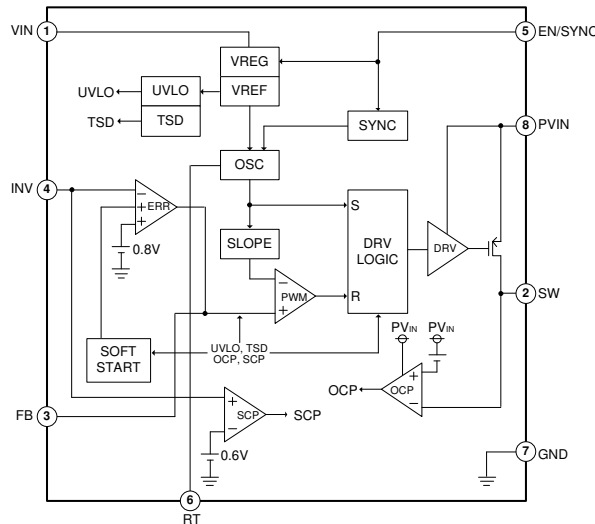 VIN
1
5
EN/SYNC
VREG
UVLO
UVLO
VREF
TSD
TSD
SYNC
8
PVIN
OSC
INV
4
ERR
S
SLOPE
DRV
LOGIC
DRV
0.8V
PWM
R
2
SW
SOFT
START
UVLO, TSD
OCP, SCP
PVIN
PVIN
OCP
OCP
FB
3
SCP
SCP
0.6V
7
GND
6
RT
+
+
+
+
+
−
−
−
−